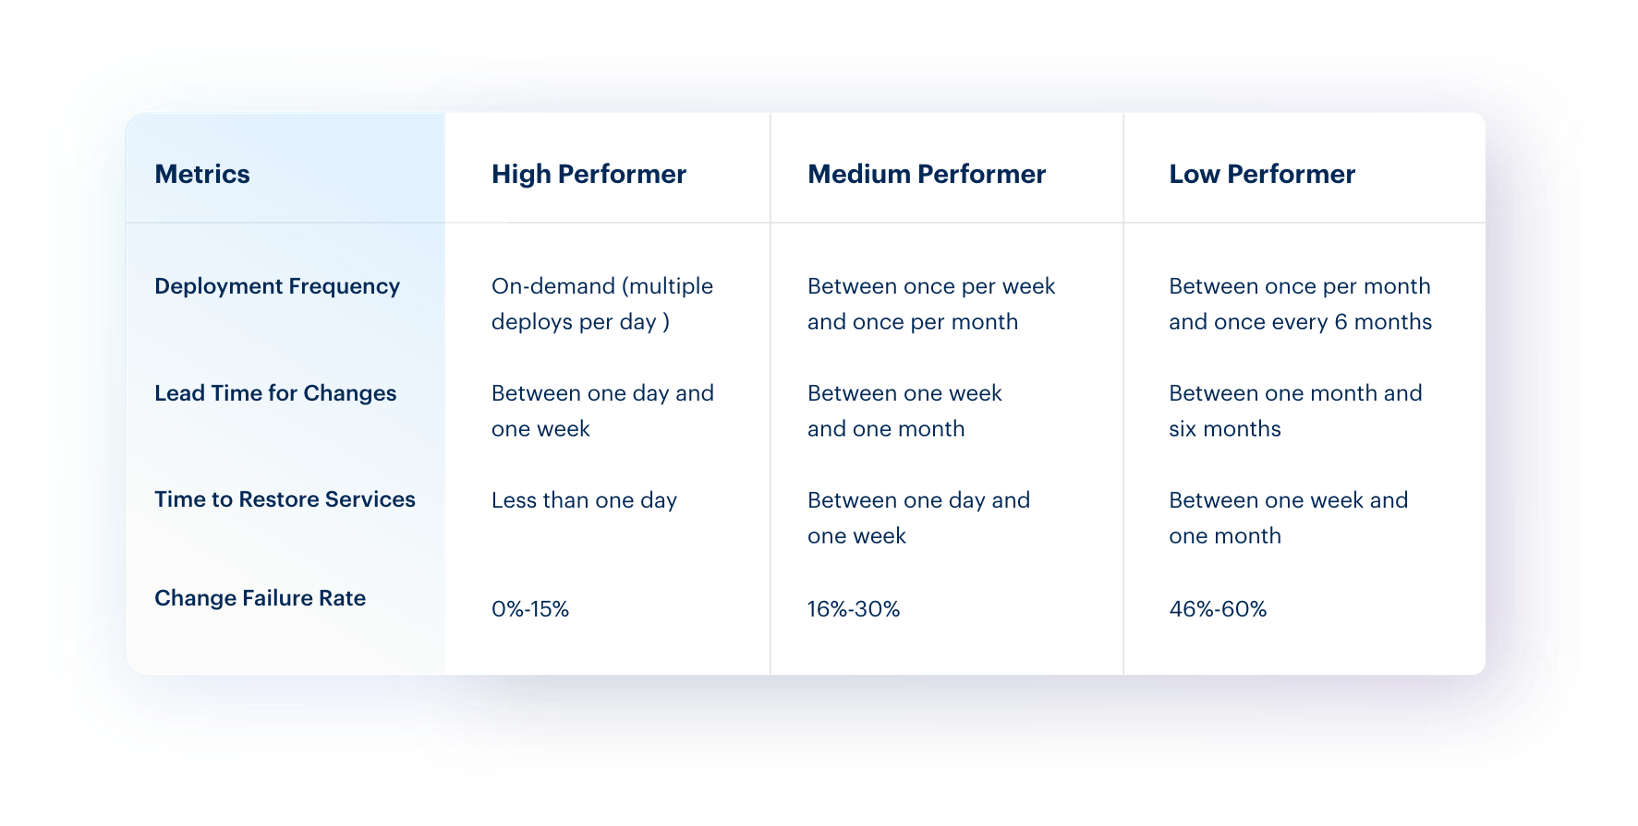 Metrics
High Performer
Medium Performer
Low Performer
Deployment Frequency
On-demand (multiple
deploys per day )
Between once per week
and once per month
Between once per month
and once every 6 months
Lead Time for Changes
Between one day and
one week
Between one week
and one month
Between one month and
six months
Time to Restore Services
Less than one day
Between one day and
one week
Between one week and
one month
Change Failure Rate
0%-15%
16%-30%
46%-60%